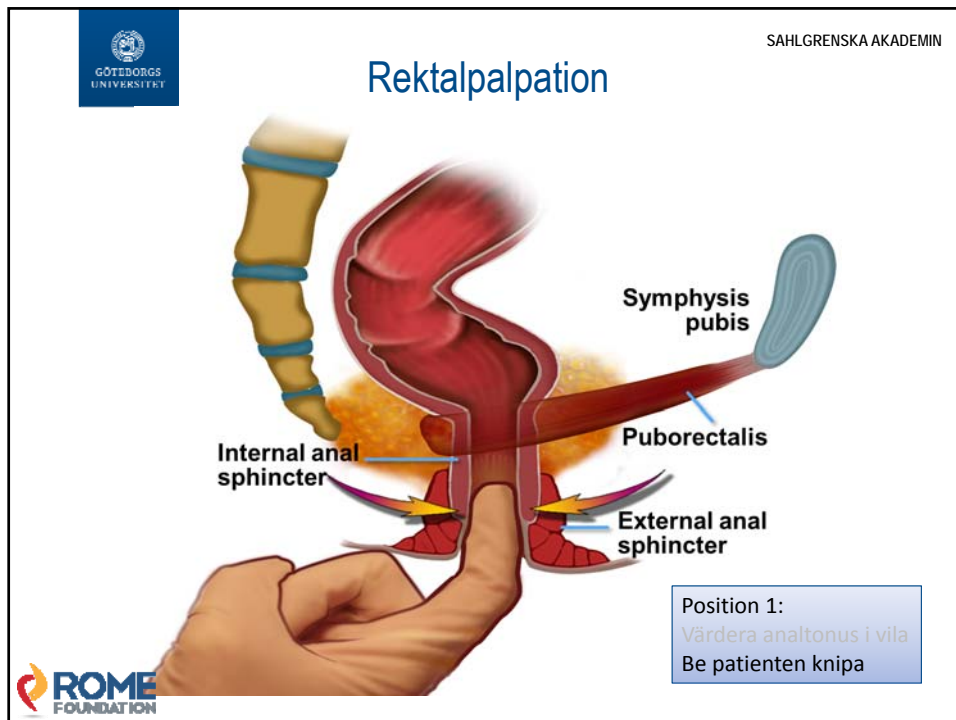 GÖTEBORGS
UNIVERSITET
SAHLGRENSKA AKADEMIN
Rektalpalpation
Symphysis
pubis
Puborectalis
Internal anal
sphincter
External anal
sphincter
Position 1:
Värdera analtonus i vila
Be patienten knipa
ROME
FOUNDATION